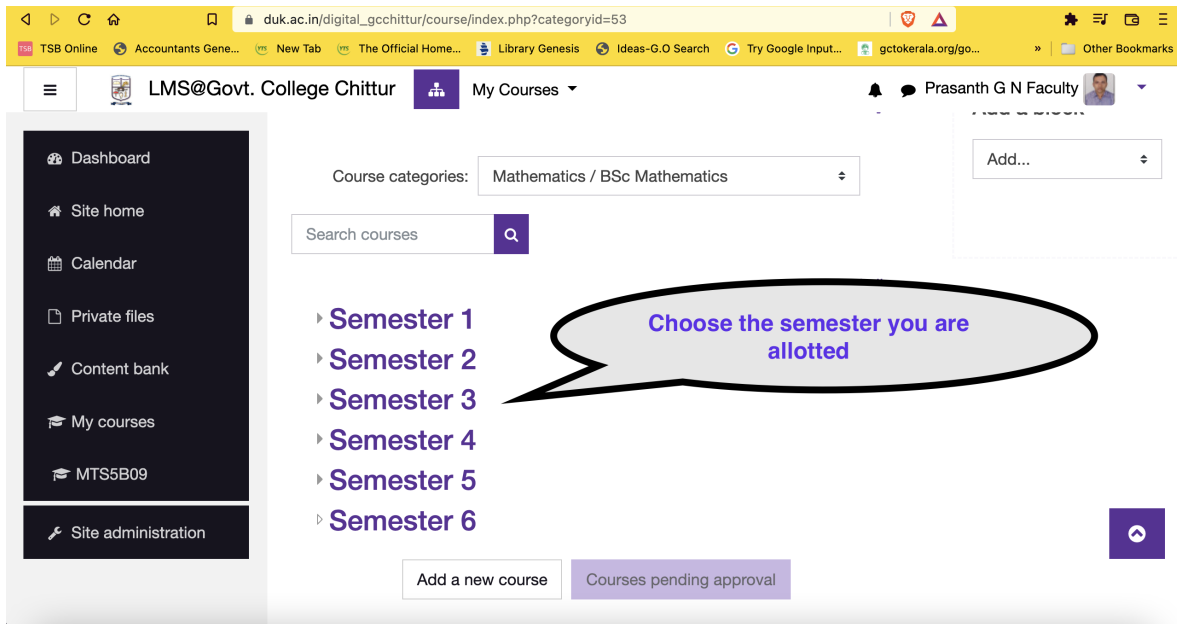 duk.ac.in/digital_gcchittur/course/index.php?categoryid=53
TSB TSB Online Accountants Gene... New Tab The Official Home... Library Genesis Ideas-G.O Search Try Google Input... gctokerala.org/go... » Other Bookmarks
LMS@Govt. College Chittur My Courses Prasanth G N Faculty
Add a block
Dashboard
Site home
Calendar
Private files
Content bank
My courses
MTS5B09
Site administration
Course categories: Mathematics / BSc Mathematics
Add...
Search courses
Semester 1
Semester 2
Semester 3
Semester 4
Semester 5
Semester 6
Choose the semester you are
allotted
Add a new course Courses pending approval